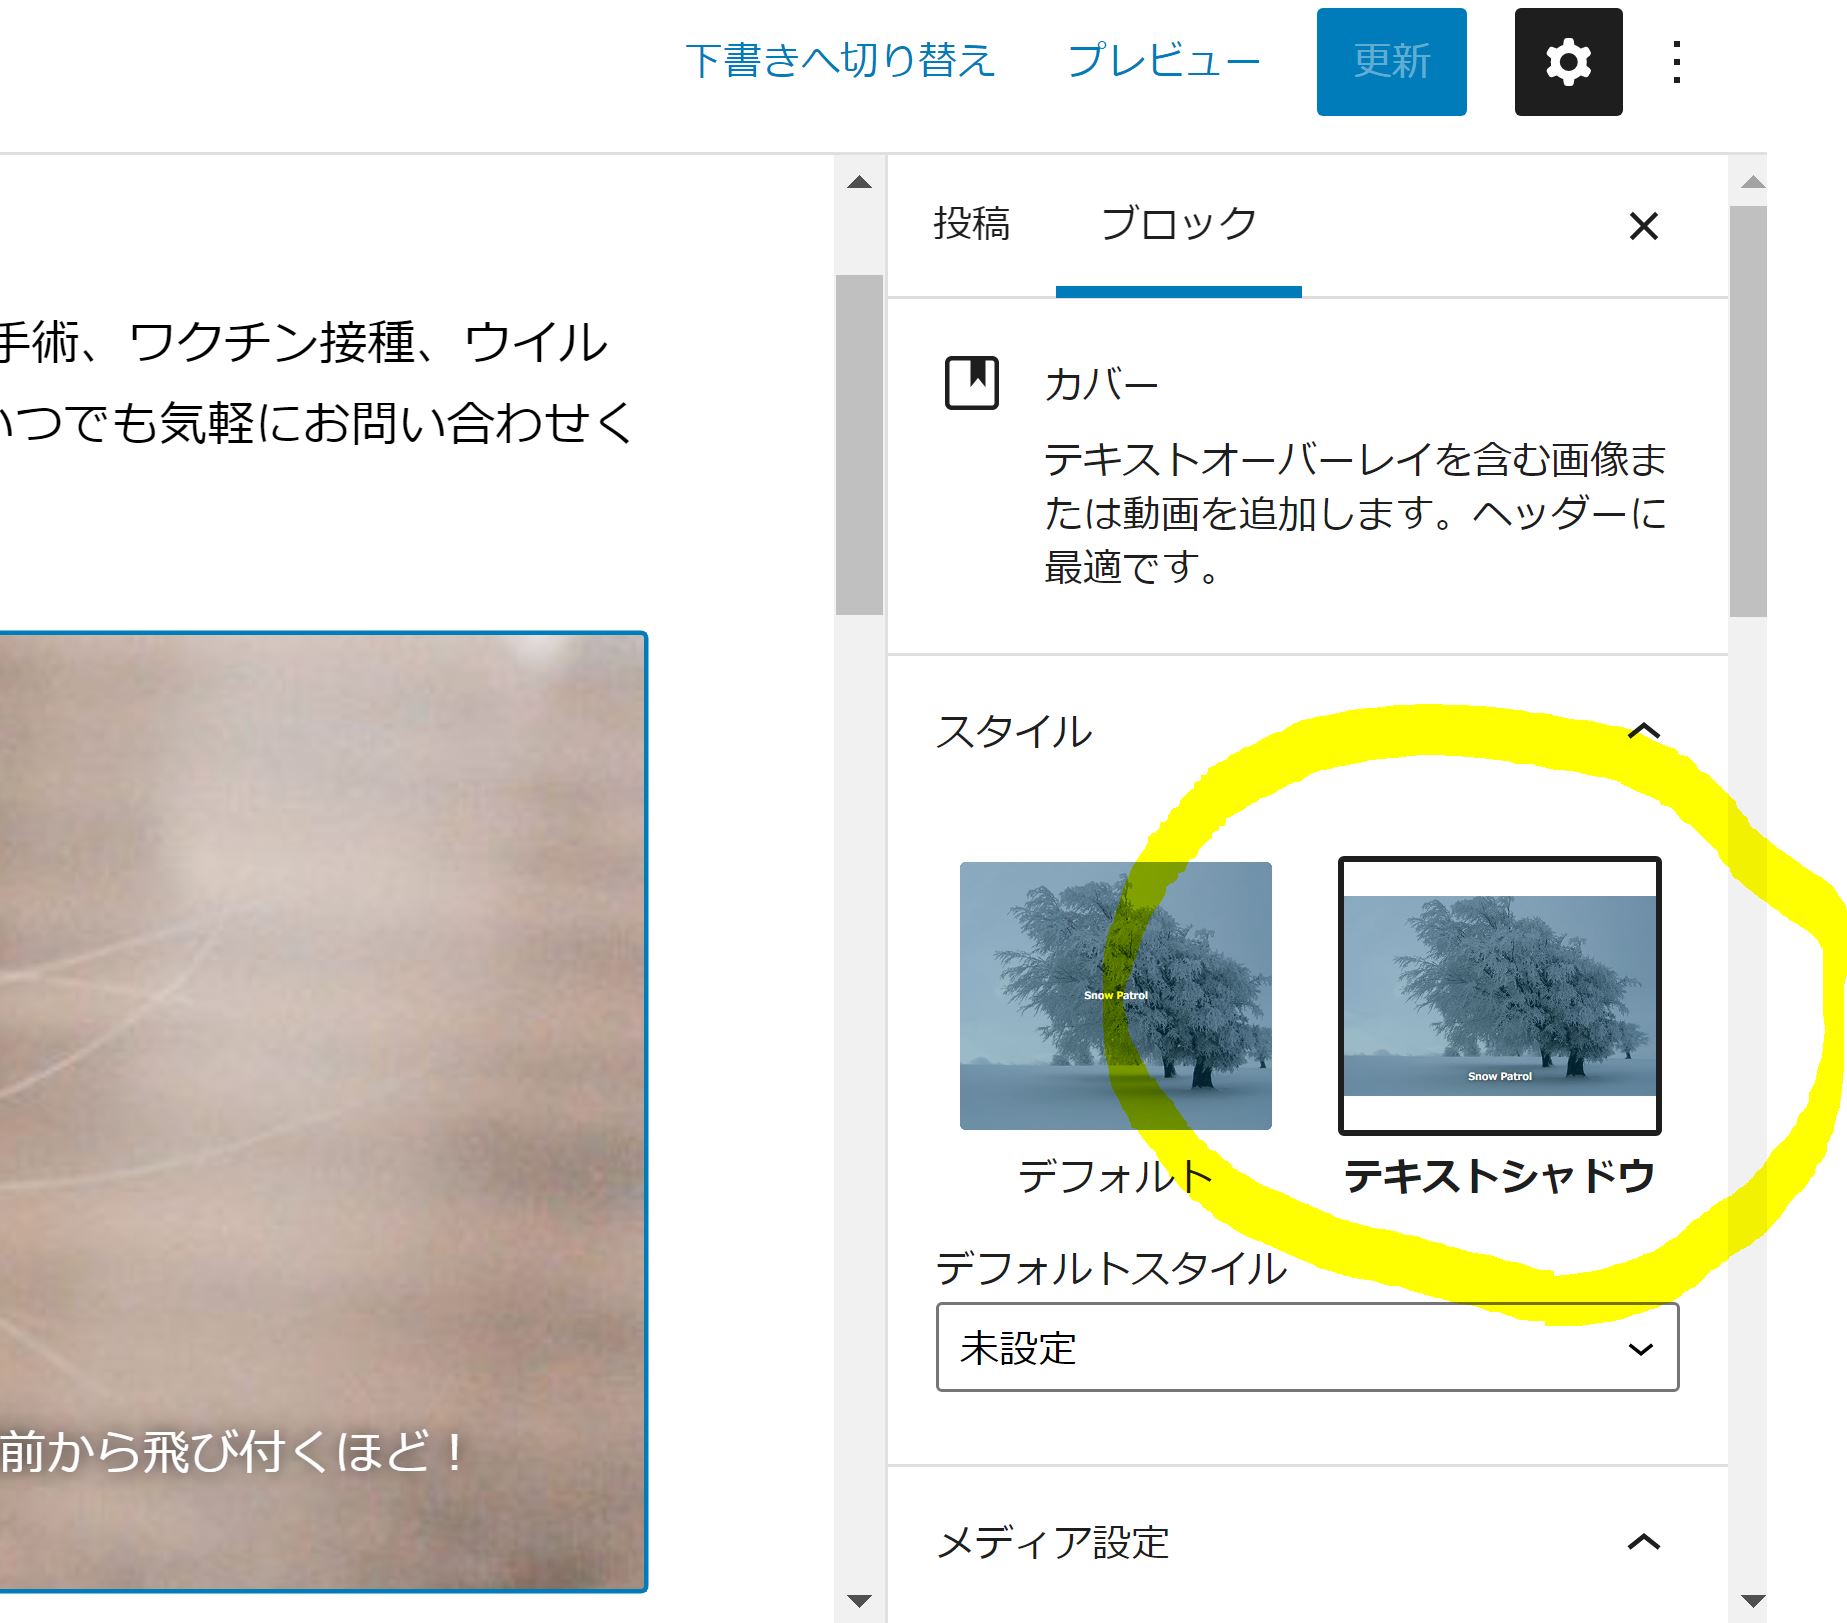 下書きへ切り替え プレビュー 更新
投稿 ブロック
手術、ワクチン接種、ウイル
いつでも気軽にお問い合わせく
カバー
テキストオーバーレイを含む画像ま
たは動画を追加します。ヘッダーに
最適です。
スタイル
Snow Patrol
Snow Patrol
デフォルト
テキストシャドウ
デフォルトスタイル
未設定
前から飛び付くほど！
メディア設定